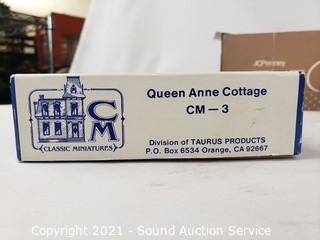 JCPenney
Queen Anne Cottage
CM — 3
C
M
CLASSIC MINIATURES
Division of TAURUS PRODUCTS
P.O. Box 6534 Orange, CA 92667
Copyright 2021 - Sound Auction Service